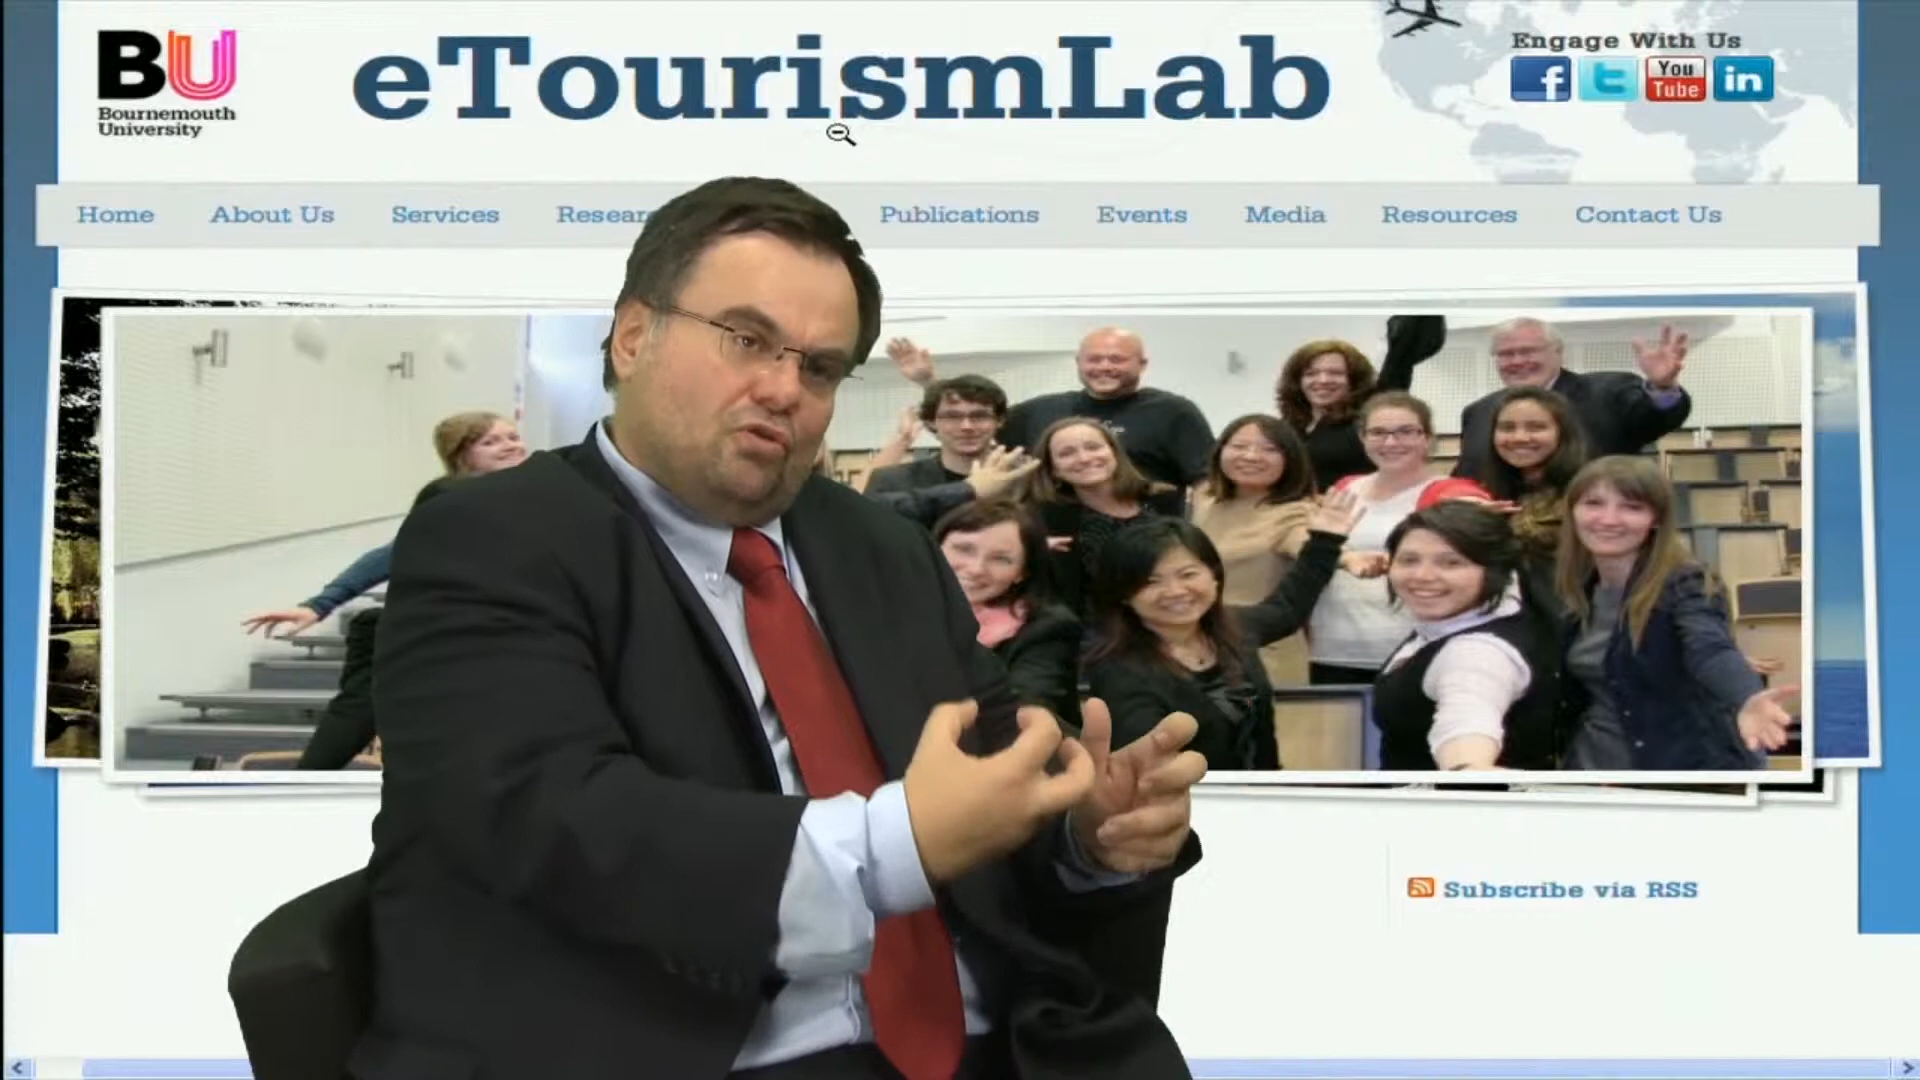 BU
Bournemouth
University
eTourismLab
Engage With Us
f
t
You
Tube
in
Home About Us Services Publications Events Media Resources Contact Us
Subscribe via RSS